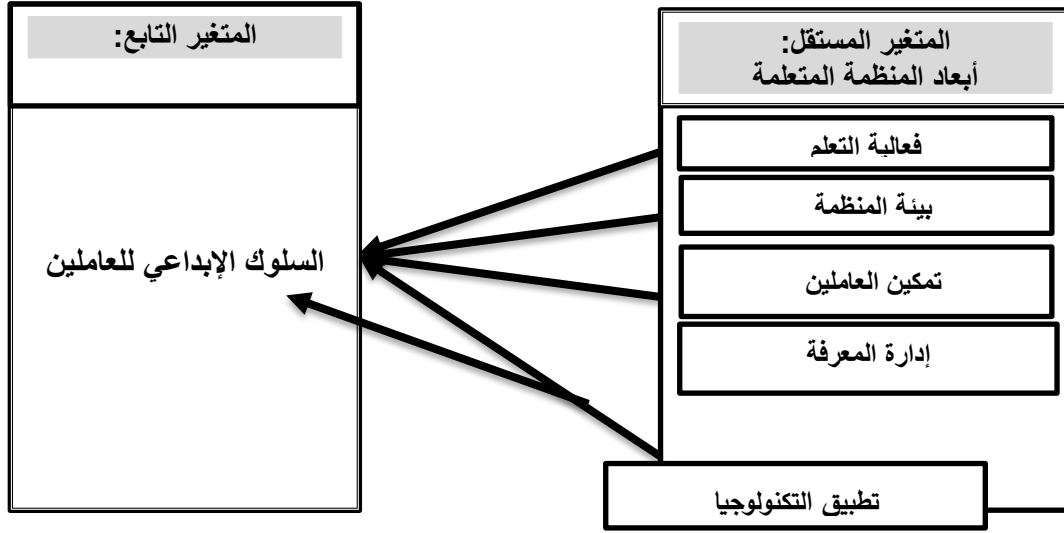 المتغير المستقل:
أبعاد المنظمة المتعلمة
فعالية التعلم
بيئة المنظمة
تمكين العاملين
إدارة المعرفة
تطبيق التكنولوجيا
المتغير التابع:
السلوك الإبداعي للعاملين